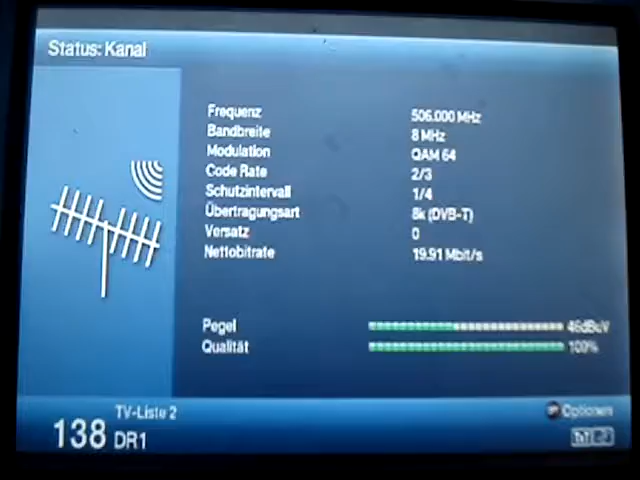 Status: Kanal
Frequenz 506.000 MHz
Bandbreite 8 MHz
Modulation QAM 64
Code Rate 2/3
Schutzintervall 1/4
Übertragungsart 8k (DVB-T)
Versatz 0
Nettobitrate 19.91 Mbit/s
Pegel 46dBuV
Qualität 100%
TV-Liste 2
Optionen
138 DR1